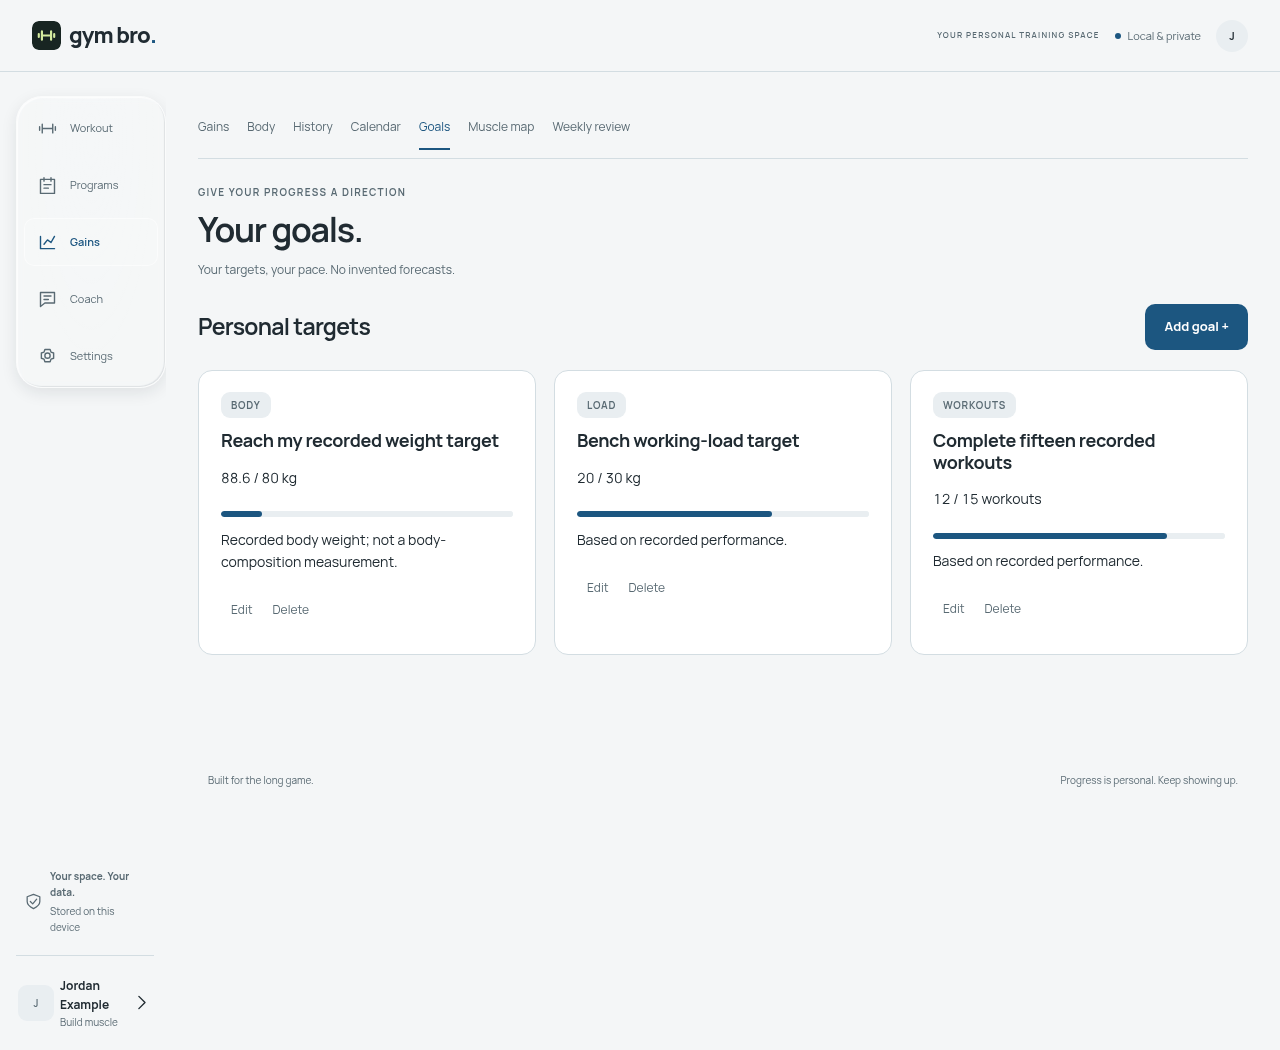 gym bro.
YOUR PERSONAL TRAINING SPACE
Local & private
J
Workout
Programs
Gains
Coach
Settings
Gains
Body
History
Calendar
Goals
Muscle map
Weekly review
GIVE YOUR PROGRESS A DIRECTION
Your goals.
Your targets, your pace. No invented forecasts.
Personal targets
Add goal +
BODY
Reach my recorded weight target
88.6 / 80 kg
Recorded body weight; not a body-
composition measurement.
Edit
Delete
LOAD
Bench working-load target
20 / 30 kg
Based on recorded performance.
Edit
Delete
WORKOUTS
Complete fifteen recorded
workouts
12 / 15 workouts
Based on recorded performance.
Edit
Delete
Built for the long game.
Progress is personal. Keep showing up.
Your space. Your
data.
Stored on this
device
J
Jordan
Example
Build muscle